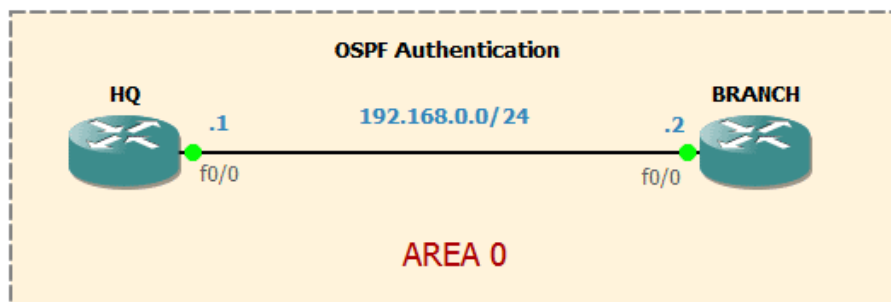 OSPF Authentication
HQ
BRANCH
.1
192.168.0.0/24
.2
f0/0
f0/0
AREA 0